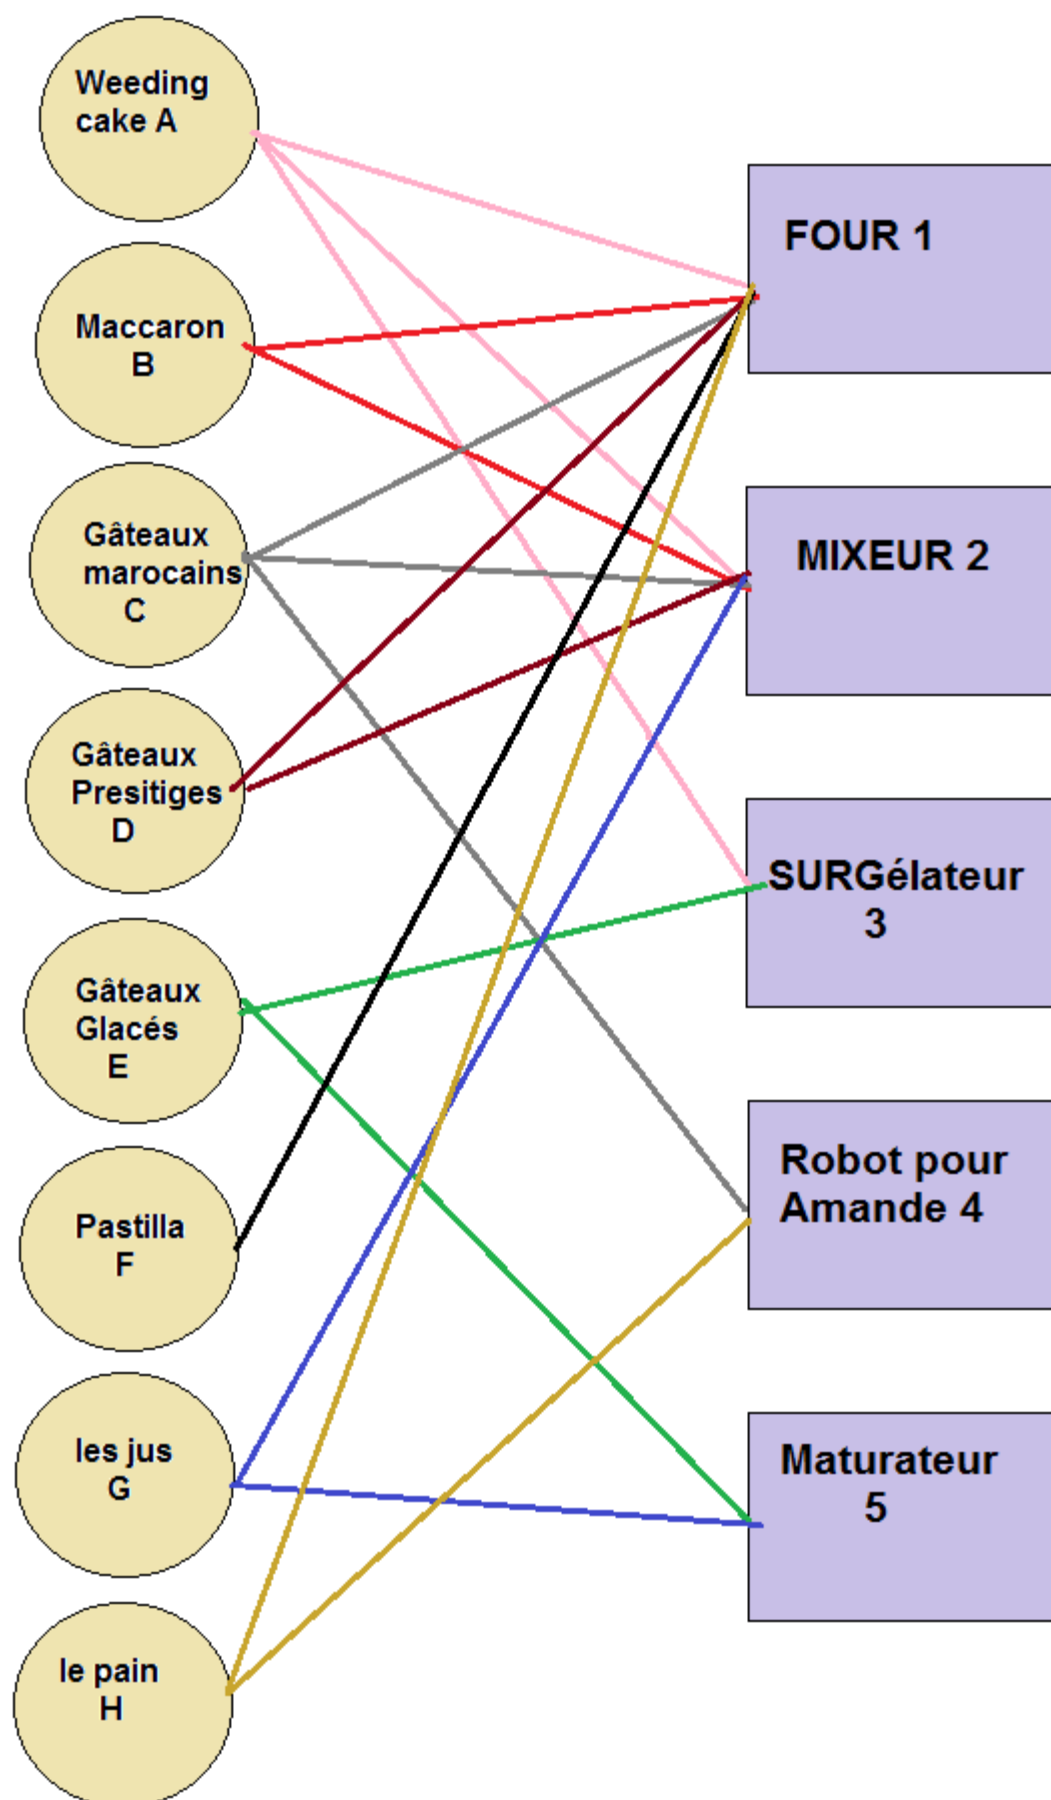 Weeding
cake A
Maccaron
B
Gâteaux
marocains
C
Gâteaux
Presitiges
D
Gâteaux
Glacés
E
Pastilla
F
les jus
G
le pain
H
FOUR 1
MIXEUR 2
SURGélateur
3
Robot pour
Amande 4
Maturateur
5